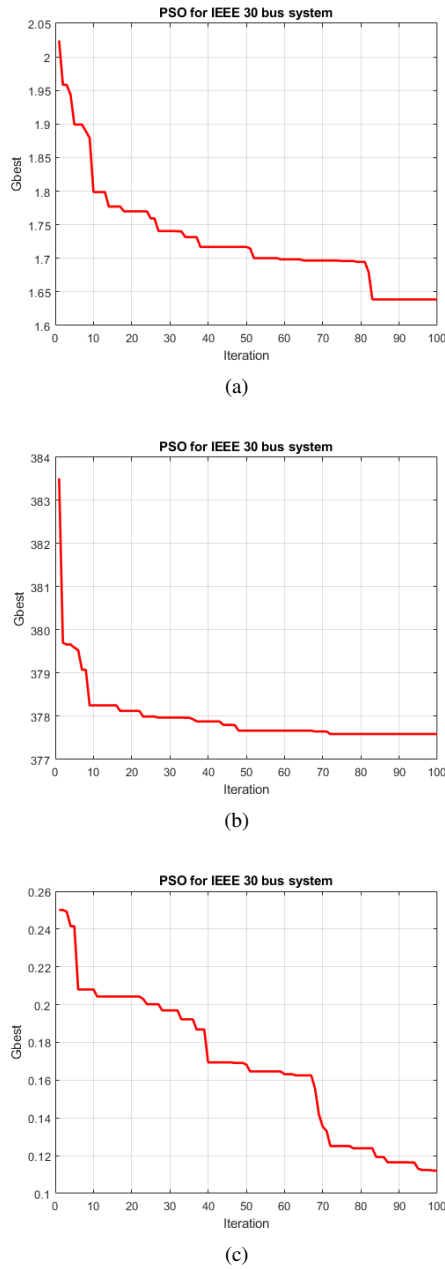 PSO for IEEE 30 bus system
2.05
2
1.95
1.9
1.85
1.8
1.75
1.7
1.65
1.6
Gbest
0 10 20 30 40 50 60 70 80 90 100
Iteration
(a)
PSO for IEEE 30 bus system
384
383
382
381
380
379
378
377
Gbest
0 10 20 30 40 50 60 70 80 90 100
Iteration
(b)
PSO for IEEE 30 bus system
0.26
0.24
0.22
0.2
0.18
0.16
0.14
0.12
0.1
Gbest
0 10 20 30 40 50 60 70 80 90 100
Iteration
(c)